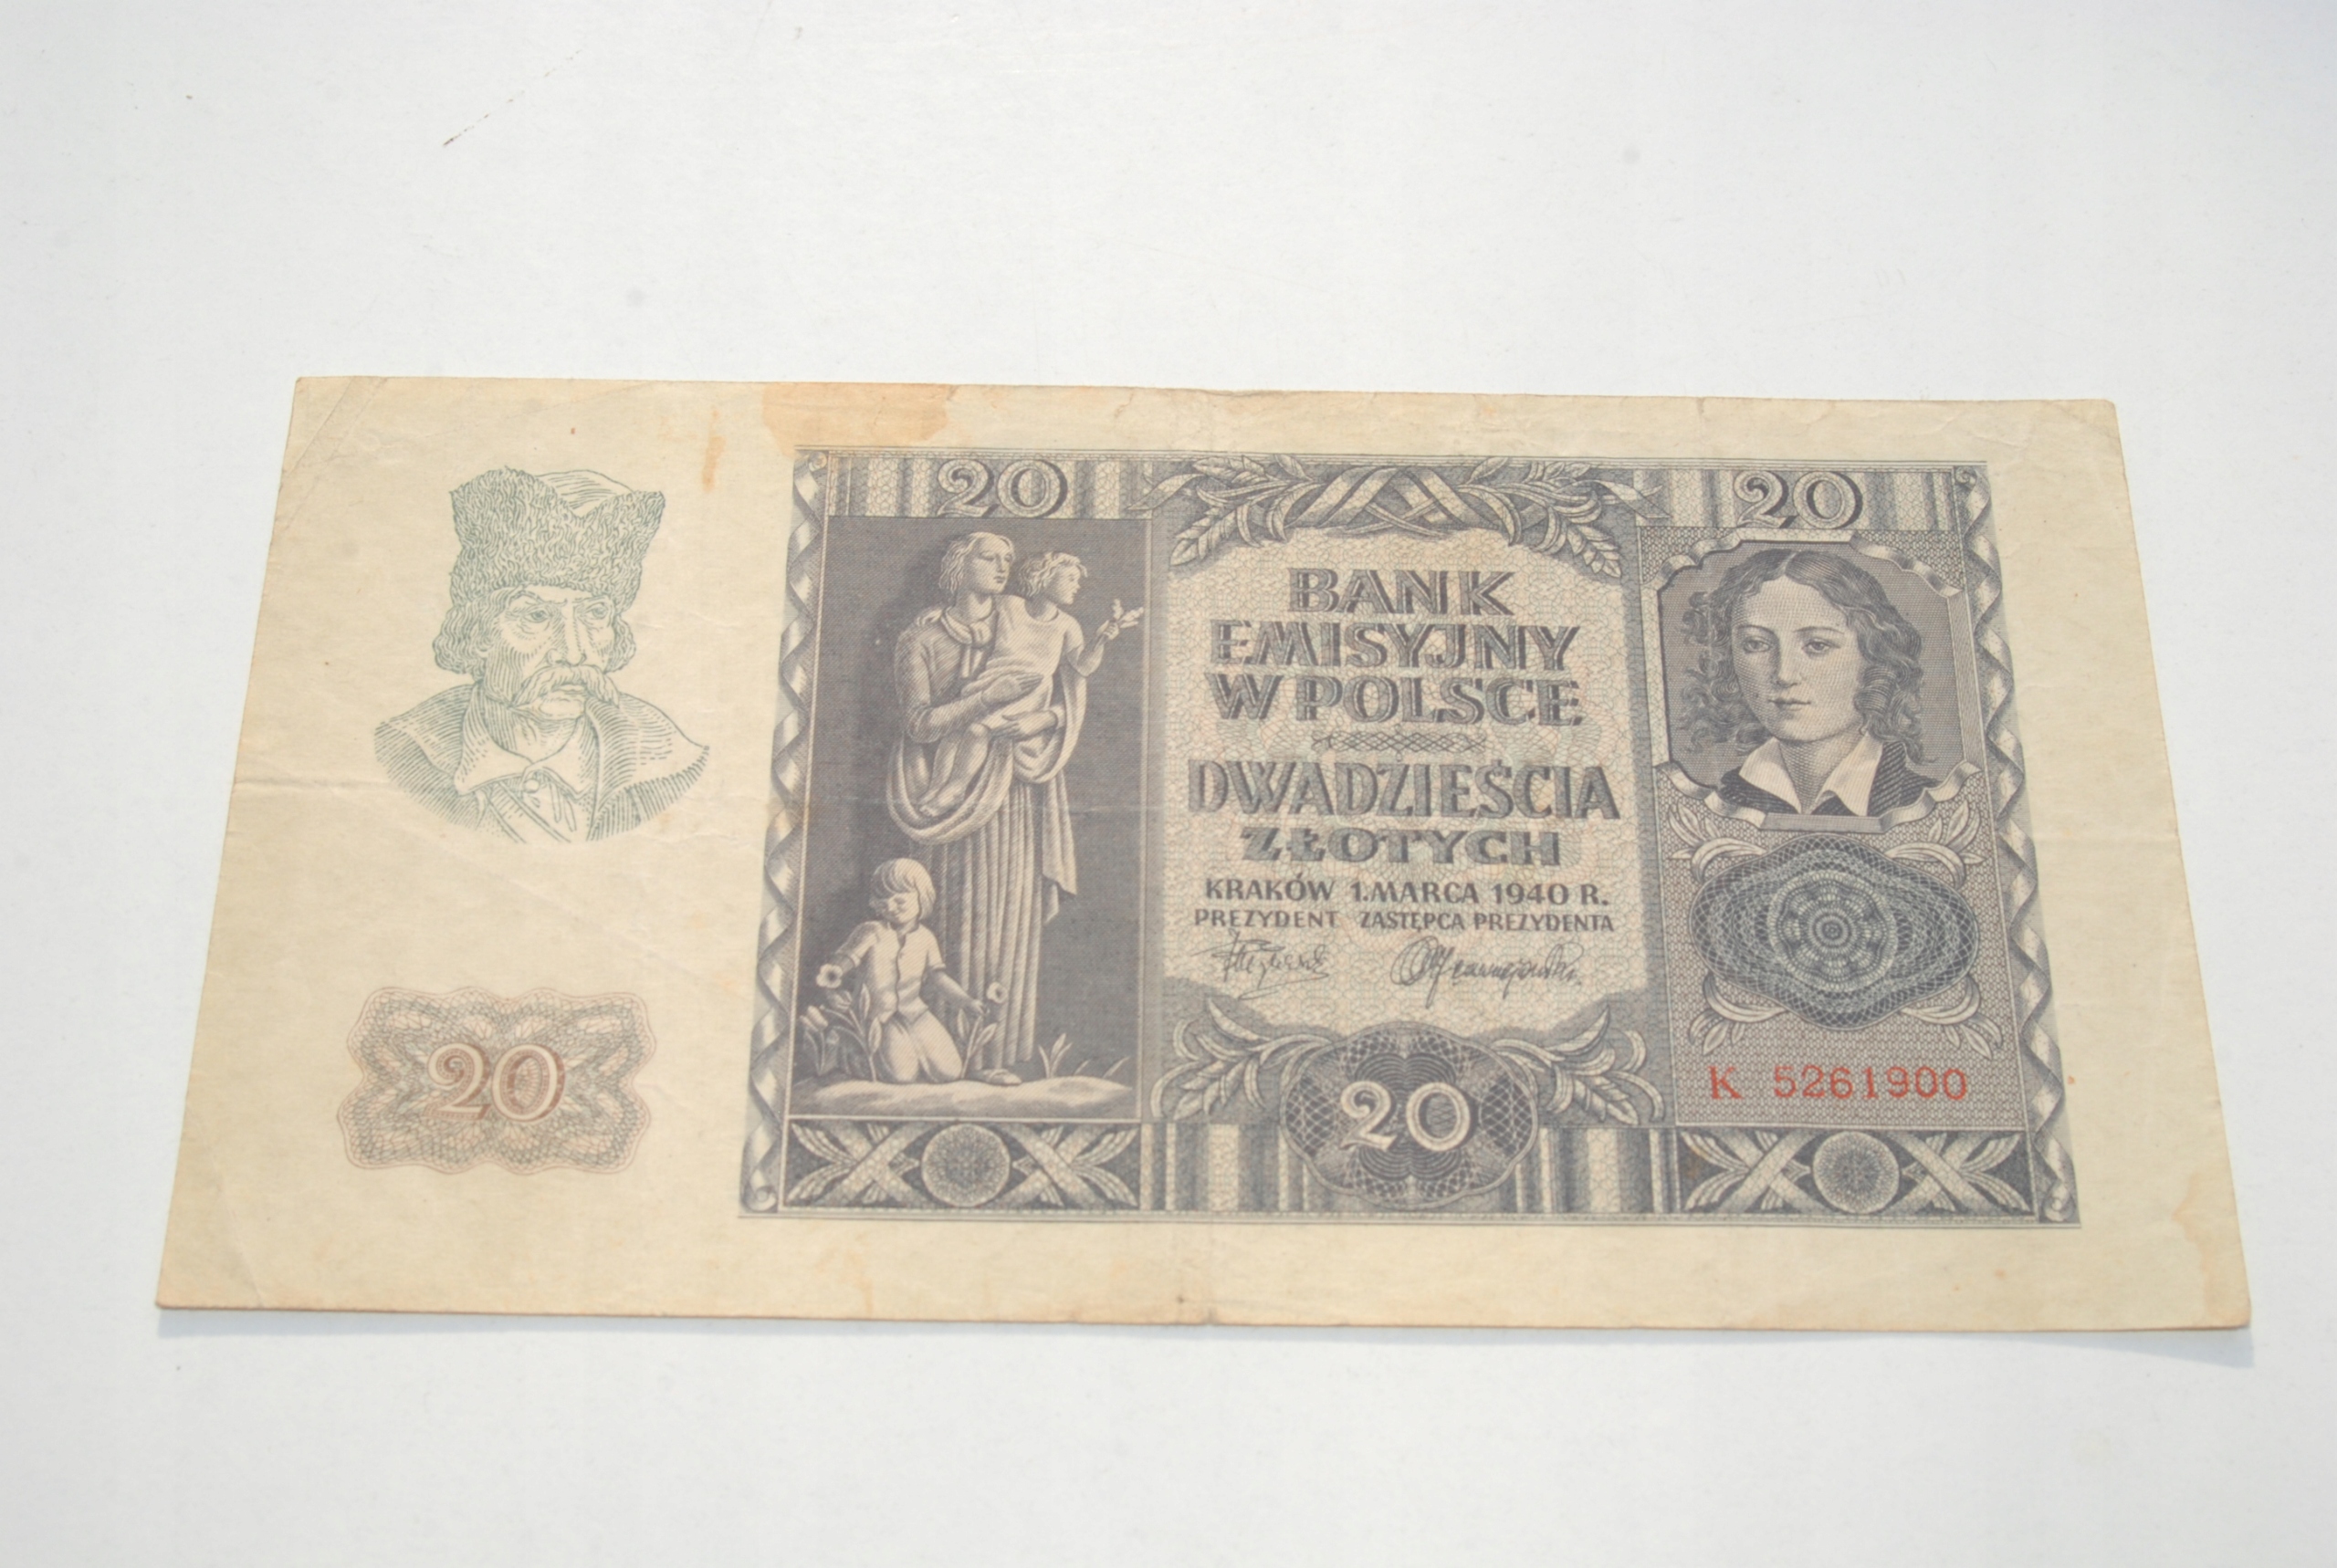 20 20
BANK
EMISYJNY
W POLSCE
DWADZIEŚCIA
ZŁOTYCH
KRAKÓW 1.MARCA 1940 R.
PREZYDENT ZASTĘPCA PREZYDENTA
20
20
K 5261900